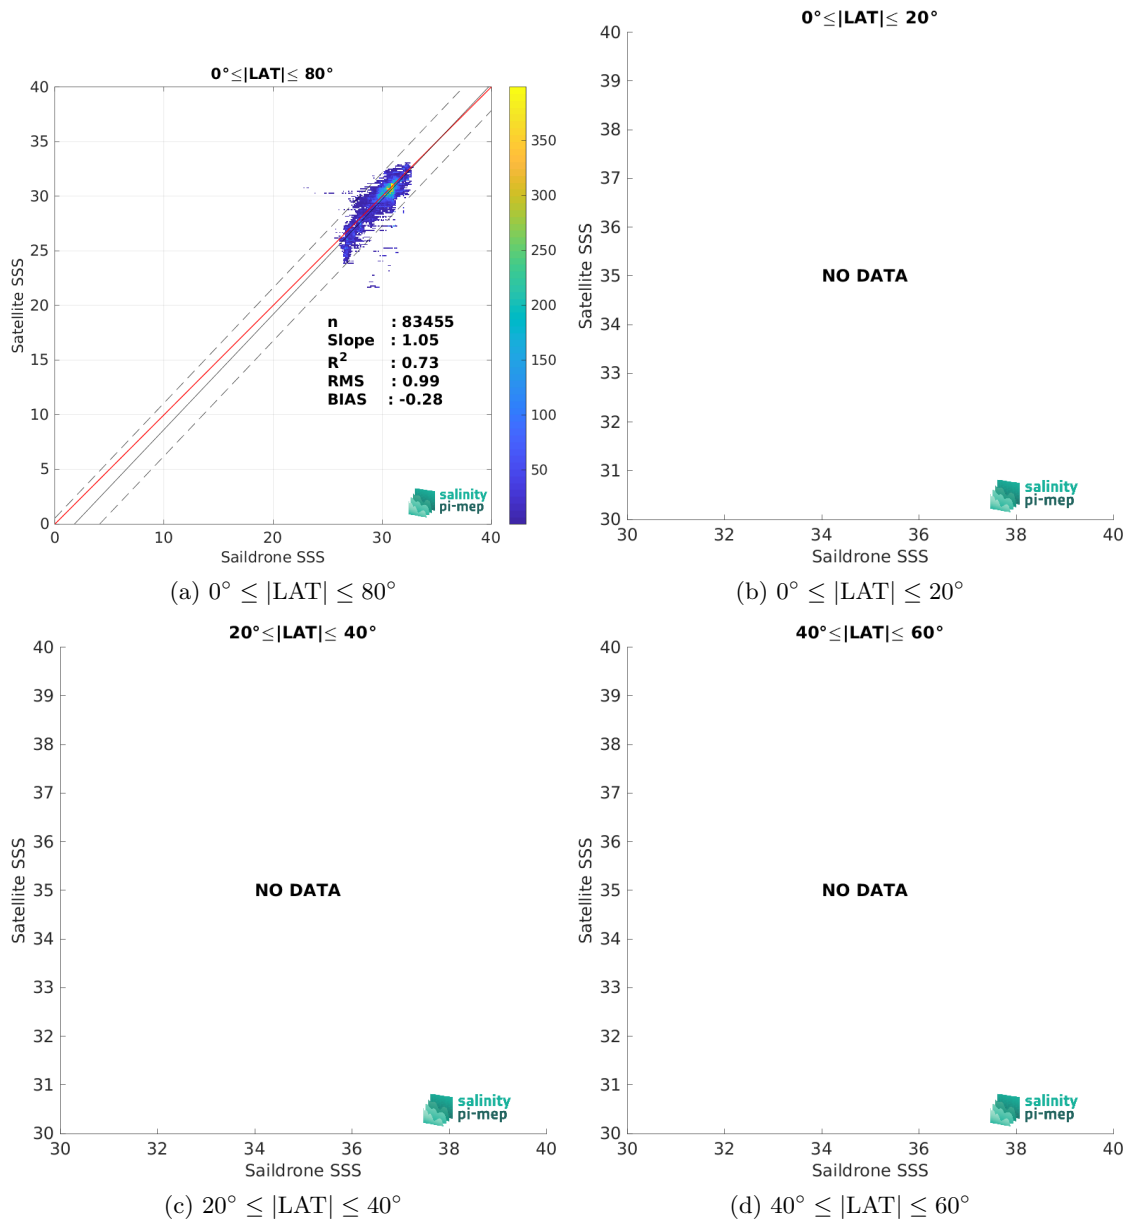 0°≤|LAT|≤ 80°
40
35
30
25
20
15
10
5
0
Satellite SSS
0
10
20
30
40
Saildrone SSS
n : 83455
Slope : 1.05
R² : 0.73
RMS : 0.99
BIAS : -0.28
salinity
pi-mep
350
300
250
200
150
100
50
(a) 0° ≤ |LAT| ≤ 80°
0°≤|LAT|≤ 20°
40
39
38
37
36
35
34
33
32
31
30
Satellite SSS
NO DATA
salinity
pi-mep
30
32
34
36
38
40
Saildrone SSS
(b) 0° ≤ |LAT| ≤ 20°
20°≤|LAT|≤ 40°
40
39
38
37
36
35
34
33
32
31
30
Satellite SSS
NO DATA
salinity
pi-mep
30
32
34
36
38
40
Saildrone SSS
(c) 20° ≤ |LAT| ≤ 40°
40°≤|LAT|≤ 60°
40
39
38
37
36
35
34
33
32
31
30
Satellite SSS
NO DATA
salinity
pi-mep
30
32
34
36
38
40
Saildrone SSS
(d) 40° ≤ |LAT| ≤ 60°